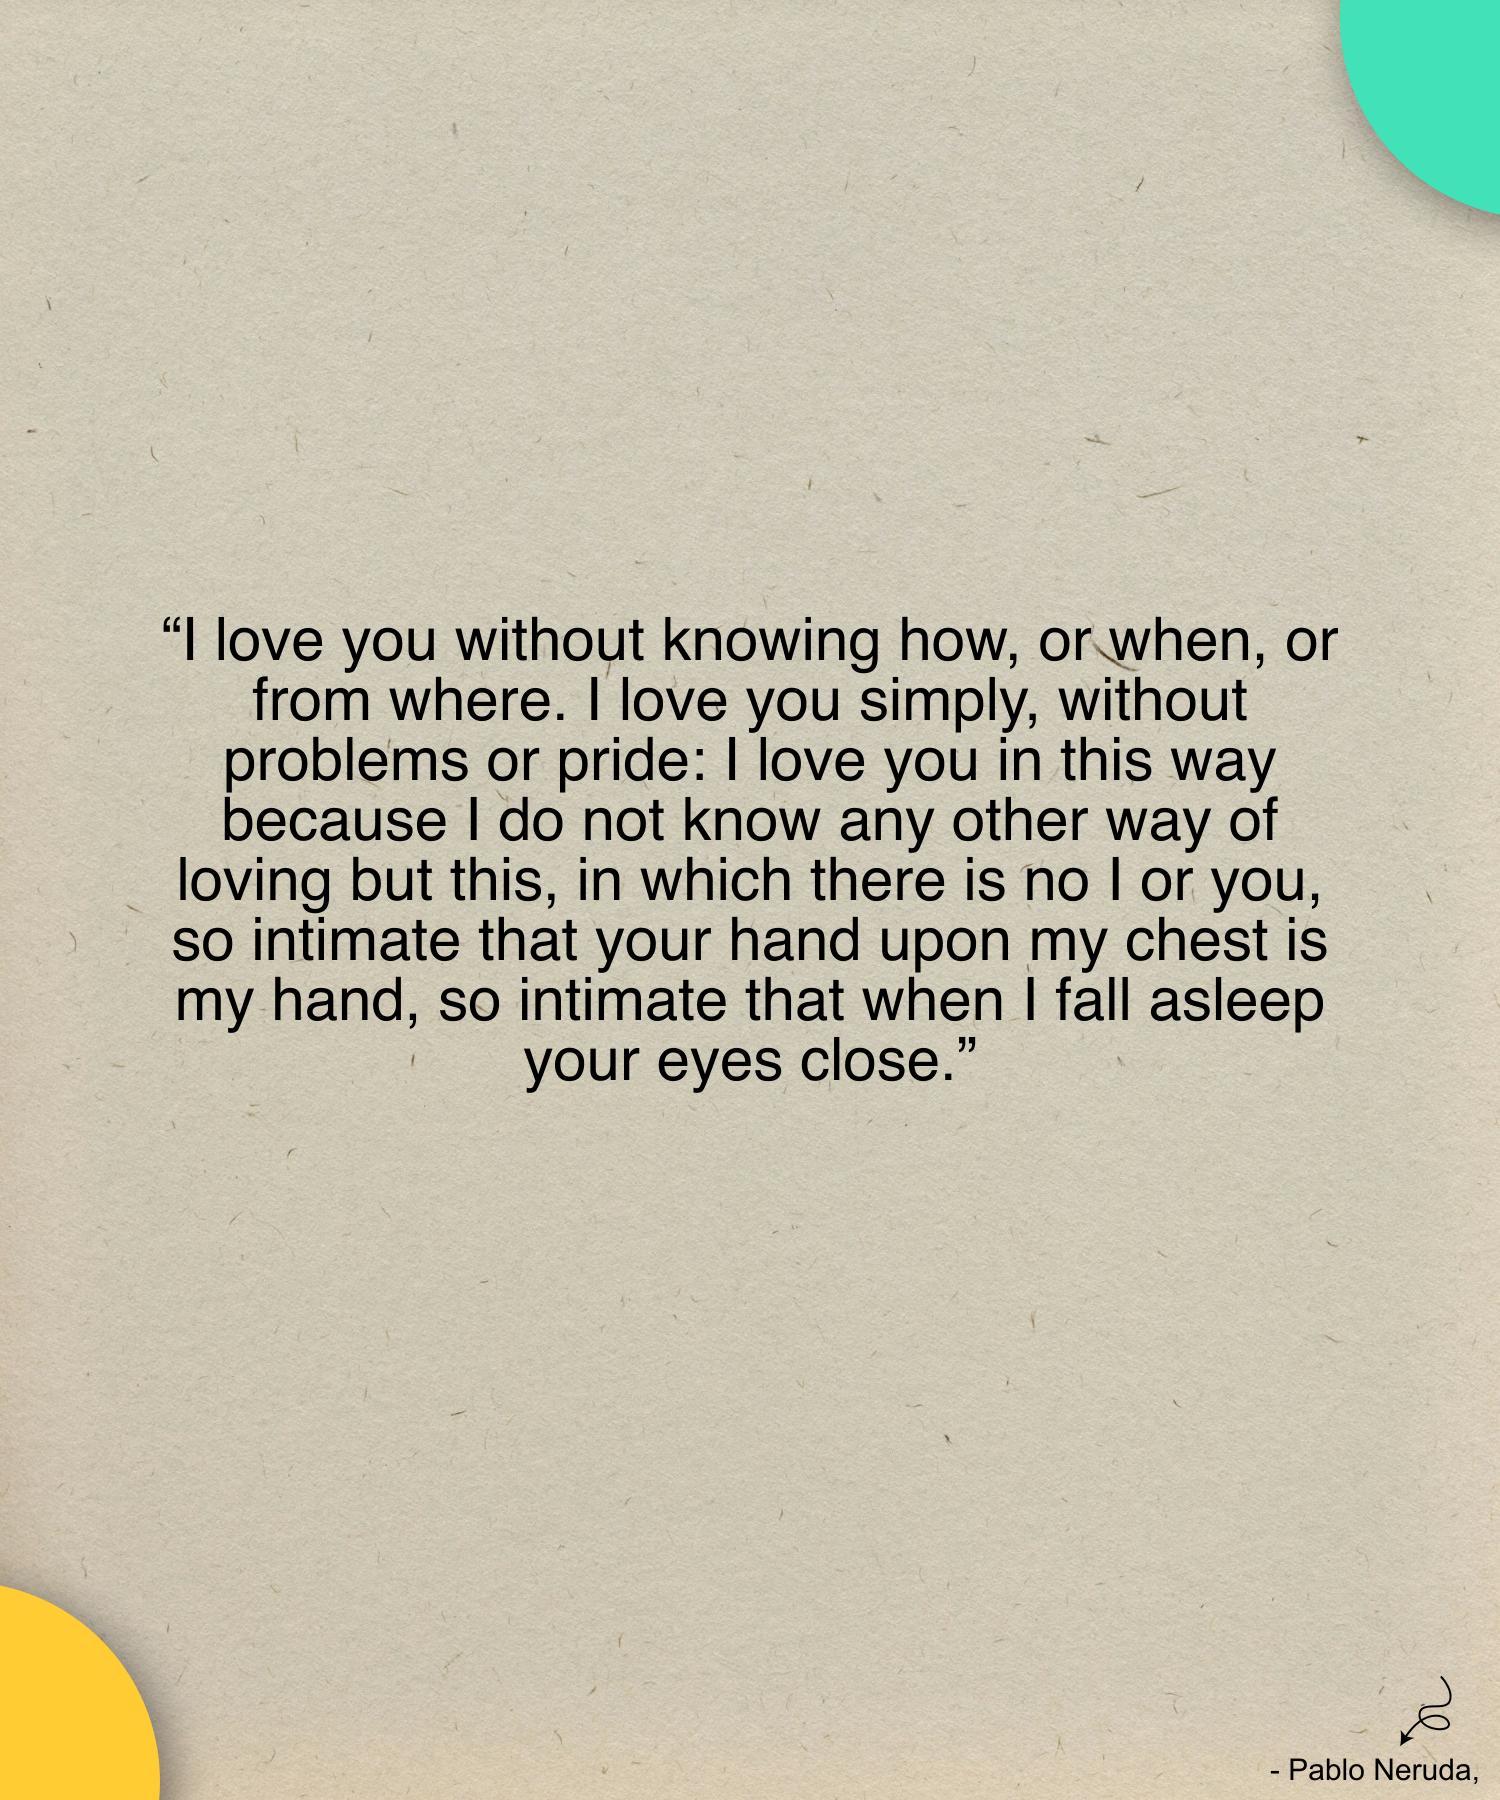 “I love you without knowing how, or when, or
from where. I love you simply, without
problems or pride: I love you in this way
because I do not know any other way of
loving but this, in which there is no I or you,
so intimate that your hand upon my chest is
my hand, so intimate that when I fall asleep
your eyes close.”
- Pablo Neruda,